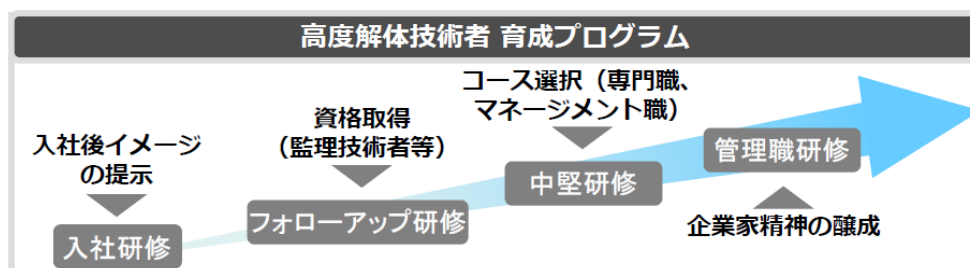 高度解体技術者 育成プログラム
入社後イメージ
の提示
入社研修
資格取得
（監理技術者等）
フォローアップ研修
コース選択（専門職、
マネージメント職）
中堅研修
管理職研修
企業家精神の醸成